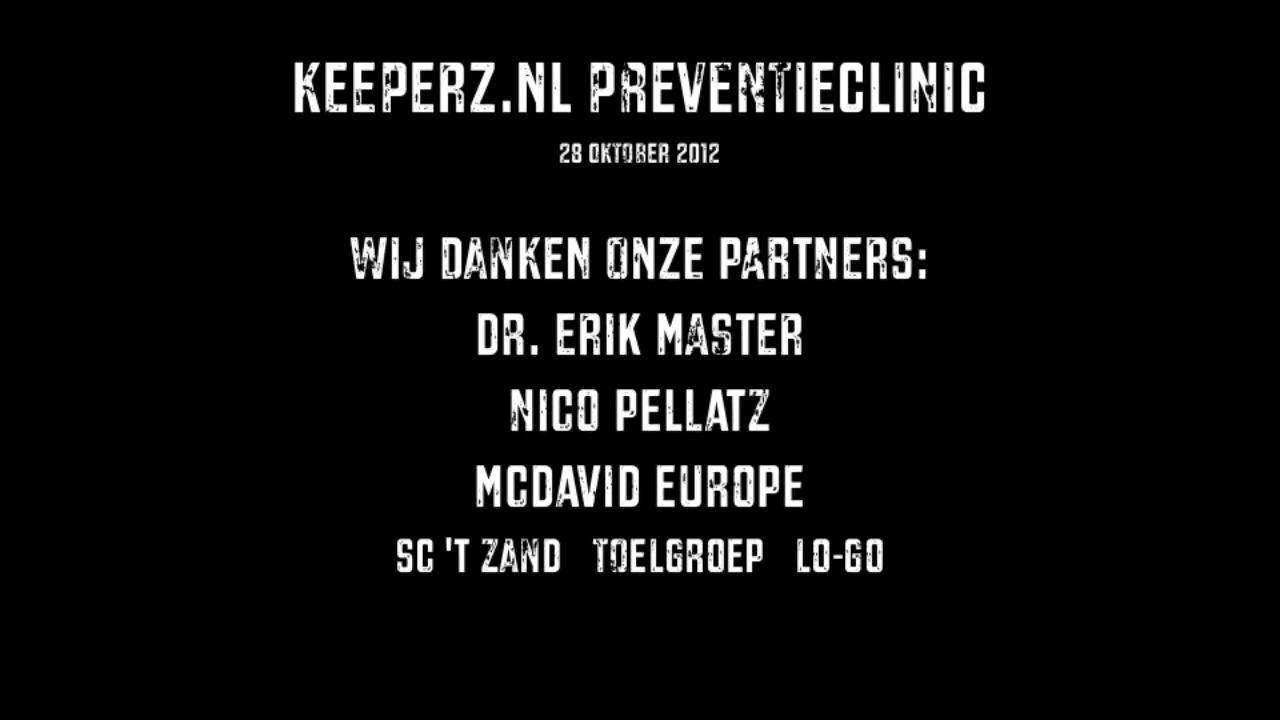 KEEPERZ.NL PREVENTIECLINIC
28 OKTOBER 2012
WIJ DANKEN ONZE PARTNERS:
DR. ERIK MASTER
NICO PELLATZ
MCDAVID EUROPE
SC 'T ZAND TOELGROEP LO-GO